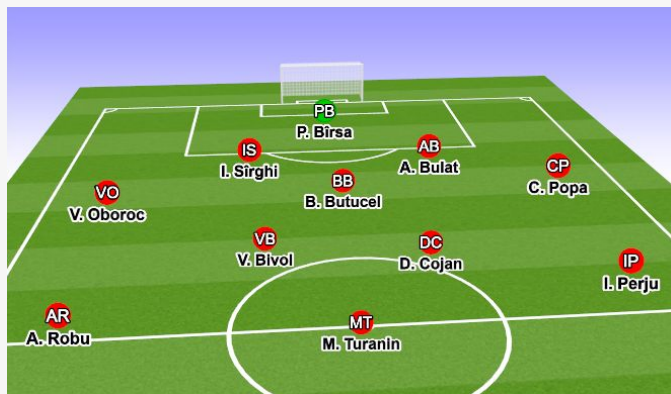 PB
P. Bîrsa
IS
I. Sîrghi
AB
A. Bulat
CP
C. Popa
BB
B. Butucel
VO
V. Oboroc
VB
V. Bivol
DC
D. Cojan
IP
I. Perju
AR
A. Robu
MT
M. Turanin